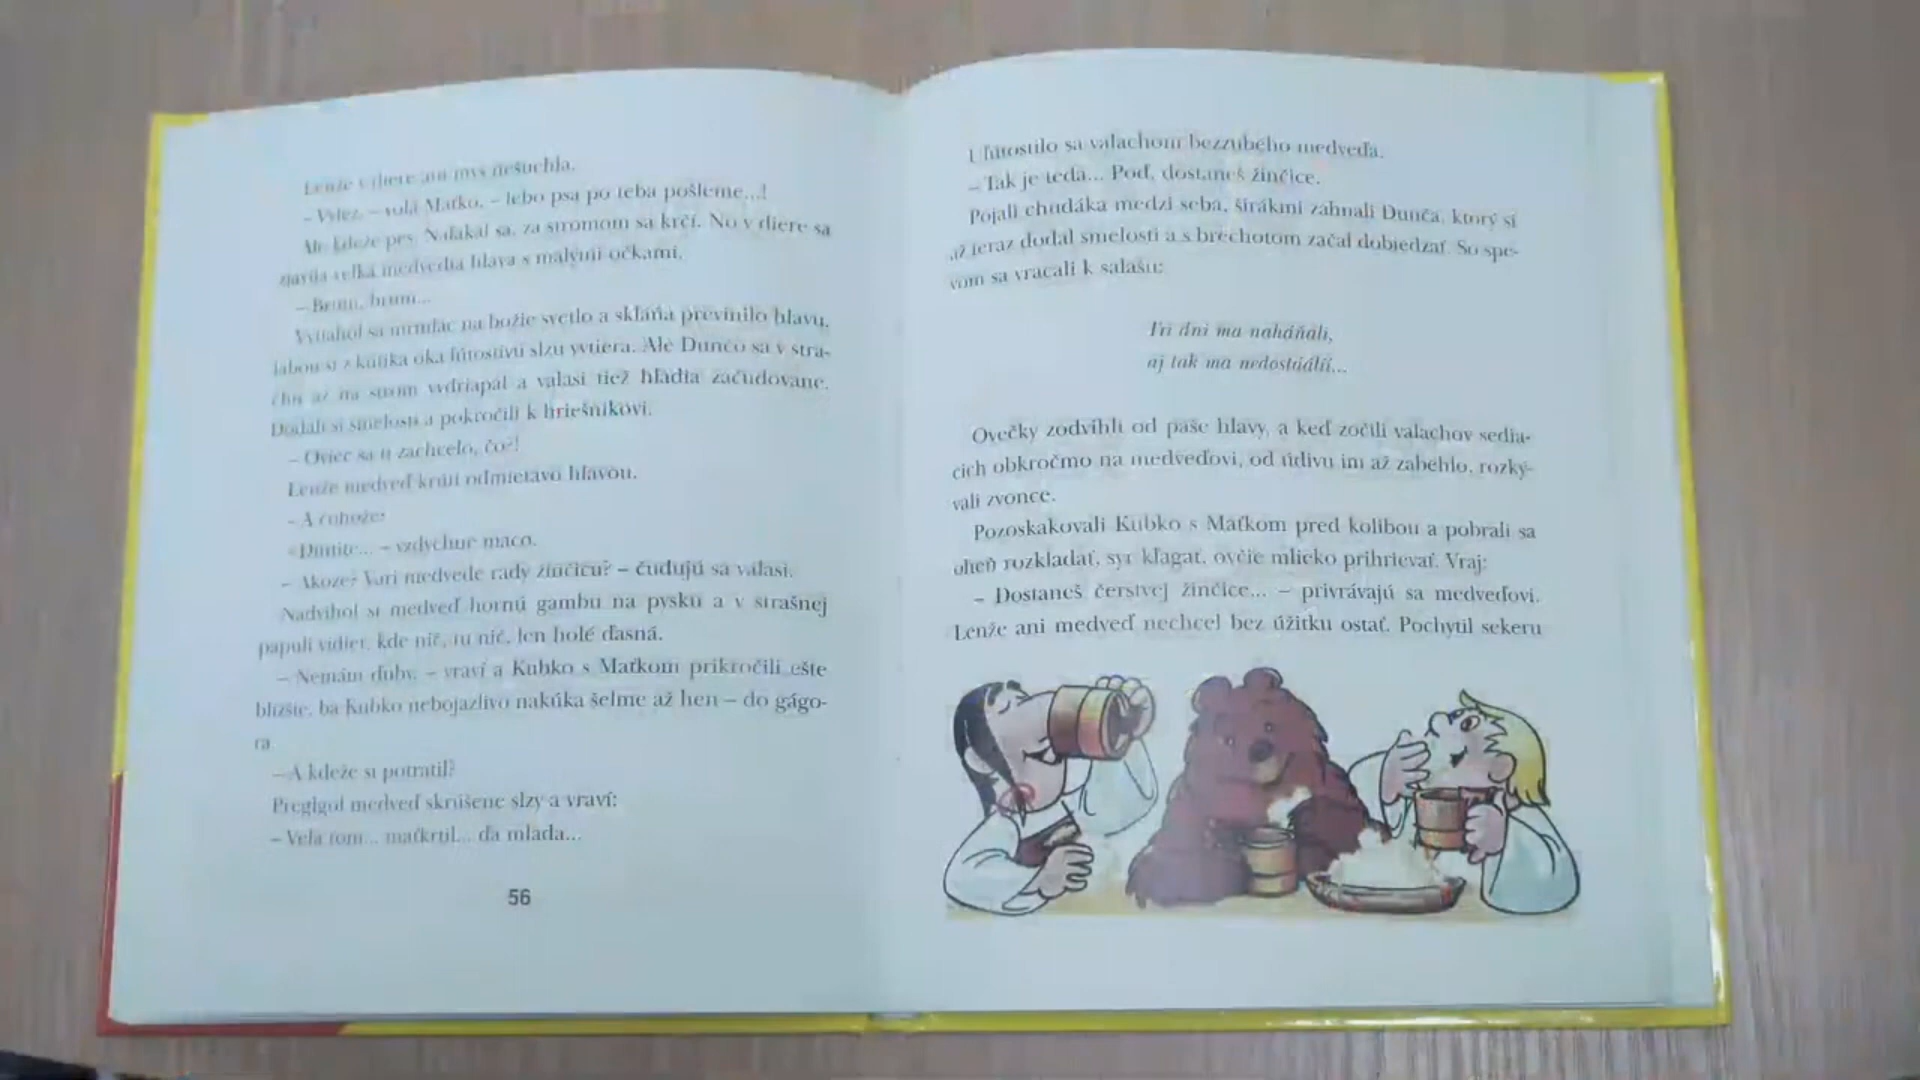 Lenže v diere ani myš nešuchla.
– Vylez, – volá Maťko, – lebo psa po teba pošleme...!
Ale kdeže pes. Naľakal sa, za stromom sa krčí. No v diere sa
zjavila veľká medvedia hlava s malými očkami.
– Brum, brum...
Vytiahol sa mrmláč na božie svetlo a skláňa previnilo hlavu,
labou si z kútika oka ľútostivú slzu vytiera. Ale Dunčo sa v stra-
chu až na strom vydriapal a valasi tiež hľadia začudovane.
Dodali si smelosti a pokročili k hriešnikovi.
– Oviec sa ti zachcelo, čo?!
Lenže medveď krúti odmietavo hlavou.
– A čohože?
– – vzdychne maco.
– Akože? Vari medvede rady žinčicu? – čudujú sa valasi.
Nadvihol si medveď hornú gambu na pysku a v strašnej
papuli vidieť, kde nič, tu nič, len holé ďasná.
– Nemám ďuby, – vraví a Kubko s Maťkom prikročili ešte
bližšie, ba Kubko nebojazlivo nakúka šelme až hen – do gágo-
ra.
– A kdeže si potratil?
Preglgol medveď skrúšene slzy a vraví:
– Veľa tom... maťkrtil... ďa mlada...
56
Uľútostilo sa valachom bezzubého medveďa.
– Tak je teda... Poď, dostaneš žinčice.
Pojali chudáka medzi seba, širákmi zahnali Dunča, ktorý si
až teraz dodal smelosti a s brechotom začal dobiedzať. So spe-
vom sa vracali k salašu:
Tri dni ma naháňali,
aj tak ma nedostááli...
Ovečky zodvihli od paše hlavy, a keď zočili valachov sedia-
cich obkročmo na medveďovi, od údivu im až zabehlo, rozký-
vali zvonce.
Pozoskakovali Kubko s Maťkom pred kolibou a pobrali sa
oheň rozkladať, syr kľagať, ovčie mlieko prihrievať. Vraj:
– Dostaneš čerstvej žinčice... – privrávajú sa medveďovi.
Lenže ani medveď nechcel bez úžitku ostať. Pochytil sekeru